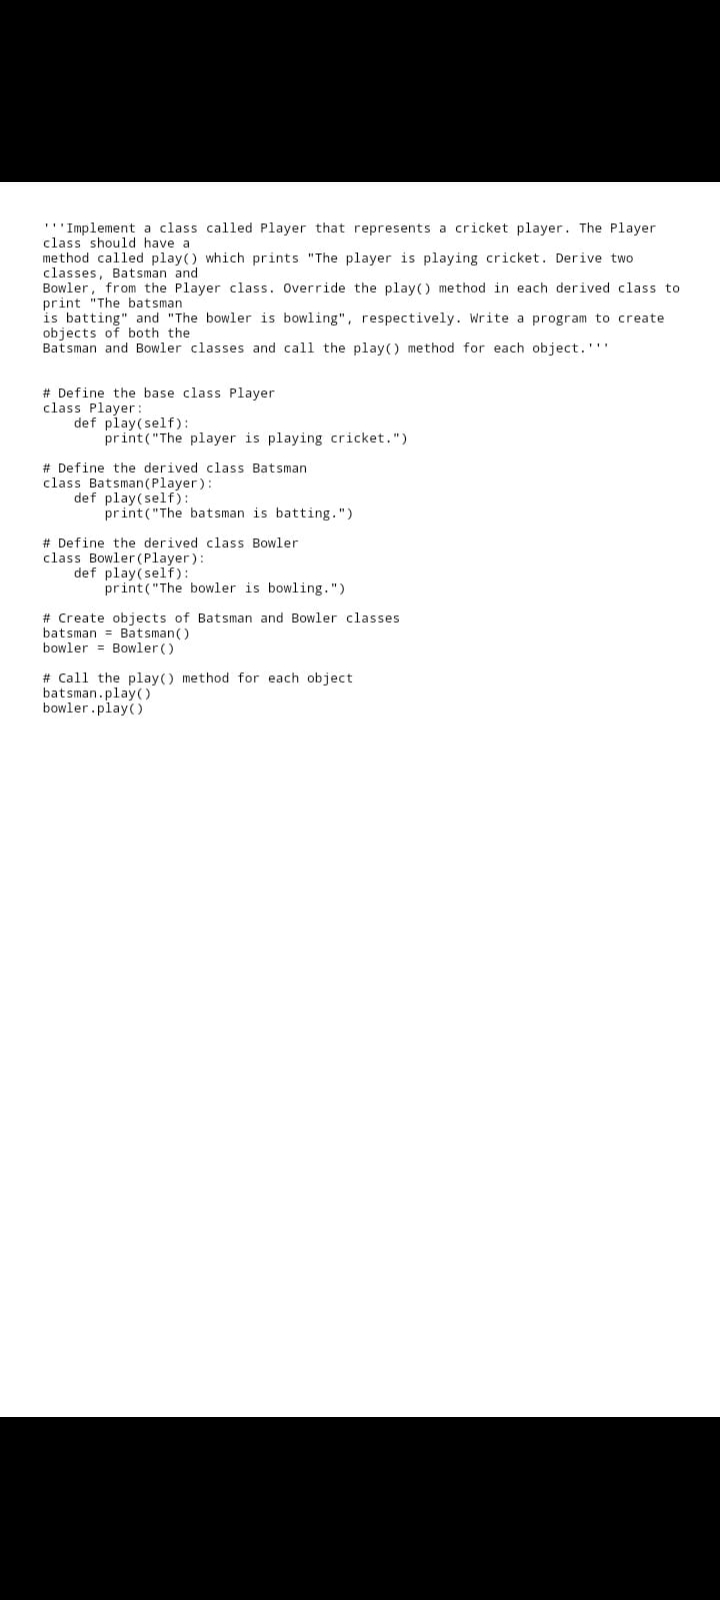 '''Implement a class called Player that represents a cricket player. The Player
class should have a
method called play() which prints "The player is playing cricket. Derive two
classes, Batsman and
Bowler, from the Player class. Override the play() method in each derived class to
print "The batsman
is batting" and "The bowler is bowling", respectively. Write a program to create
objects of both the
Batsman and Bowler classes and call the play() method for each object.'''
# Define the base class Player
class Player:
    def play(self):
        print("The player is playing cricket.")
# Define the derived class Batsman
class Batsman(Player):
    def play(self):
        print("The batsman is batting.")
# Define the derived class Bowler
class Bowler(Player):
    def play(self):
        print("The bowler is bowling.")
# Create objects of Batsman and Bowler classes
batsman = Batsman()
bowler = Bowler()
# Call the play() method for each object
batsman.play()
bowler.play()